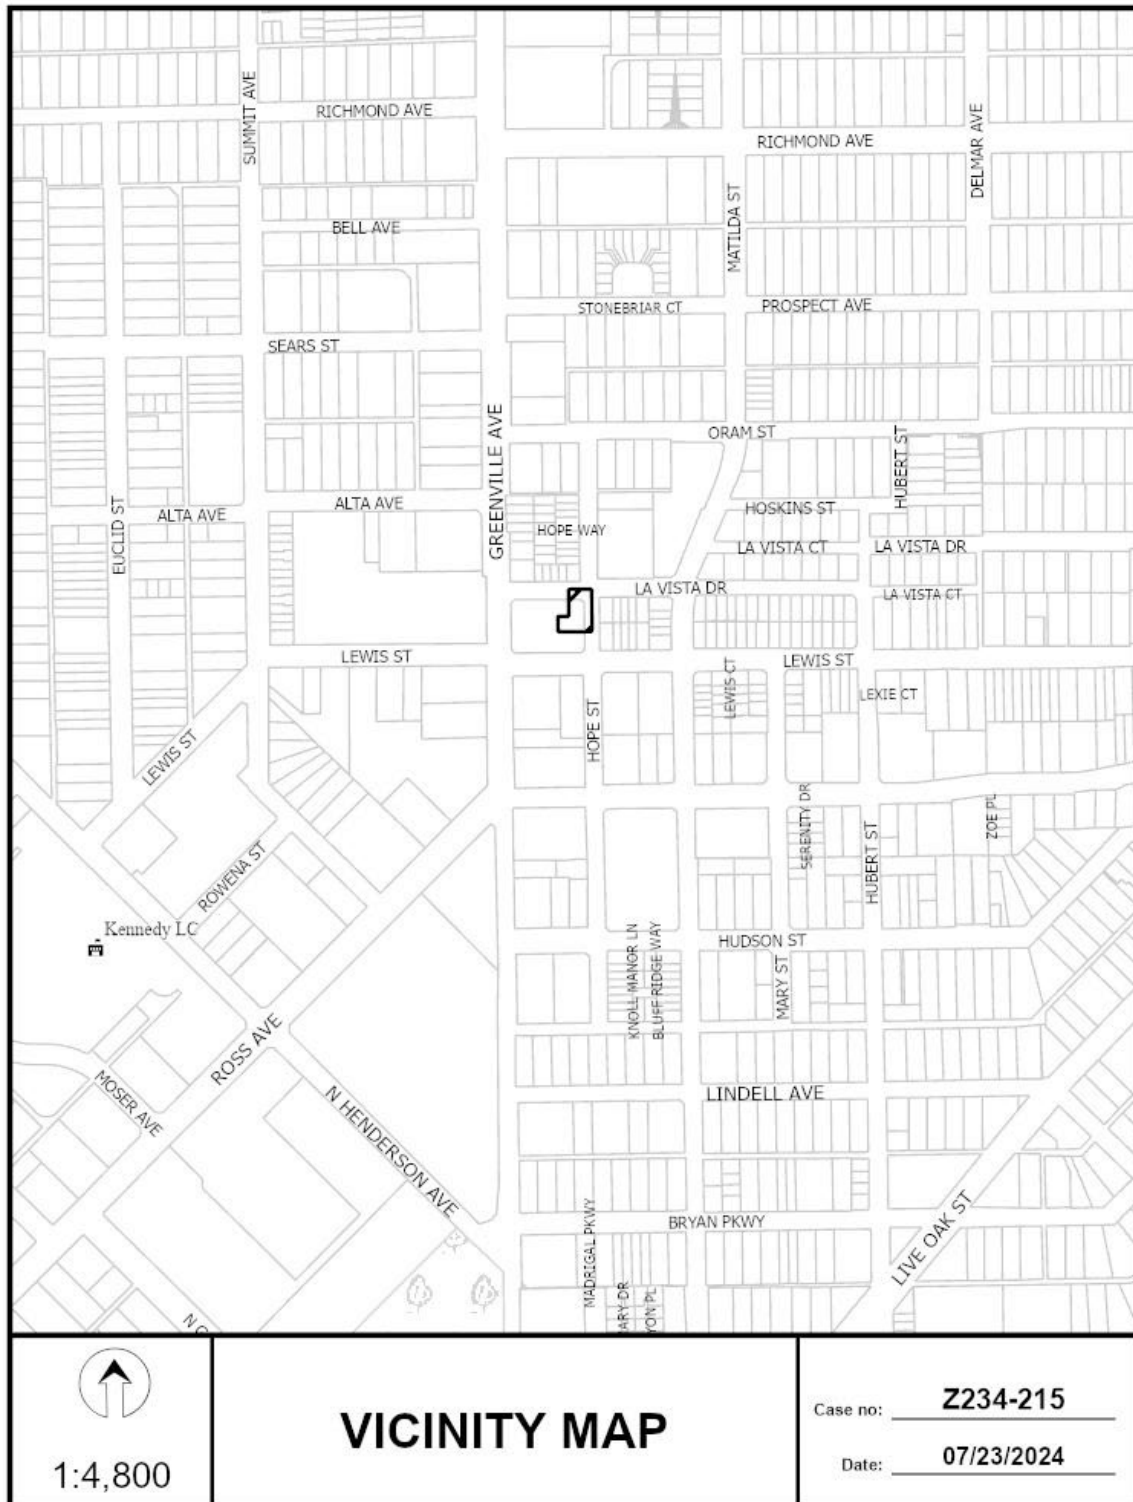 SUMMIT AVE
RICHMOND AVE
RICHMOND AVE
DELMAR AVE
MATILDA ST
BELL AVE
STONEBRIAR CT
PROSPECT AVE
SEARS ST
GREENVILLE AVE
ORAM ST
HUBERT ST
EUCLID ST
ALTA AVE
ALTA AVE
HOPE WAY
HOSKINS ST
LA VISTA CT
LA VISTA DR
LA VISTA DR
LA VISTA CT
LEWIS ST
LEWIS ST
LEWIS CT
LEXIE CT
HOPE ST
LEWIS ST
SERENITY DR
ZOE PL
HUBERT ST
ROWENA ST
Kennedy LC
HUDSON ST
KNOLL MANOR LN
BLUFF RIDGE WAY
MARY ST
ROSS AVE
MOSER AVE
N HENDERSON AVE
LINDELL AVE
MADRIGAL PKWY
BRYAN PKWY
LIVE OAK ST
ARY DR
YON PL
1:4,800
VICINITY MAP
Case no: Z234-215
Date: 07/23/2024